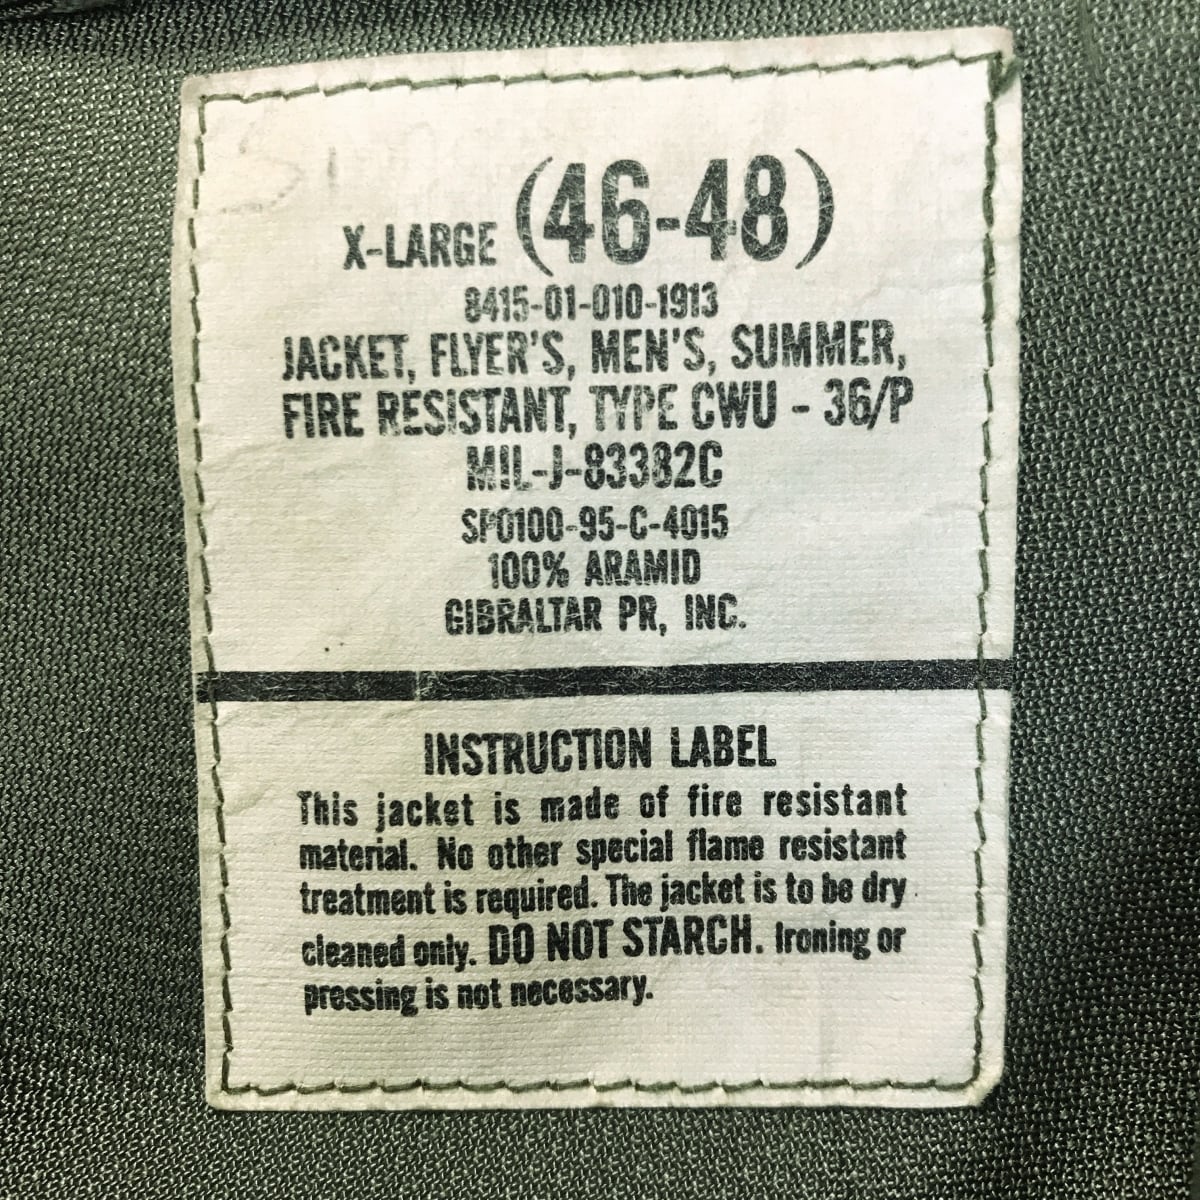 X-LARGE (46-48)
8415-01-010-1913
JACKET, FLYER'S, MEN'S, SUMMER,
FIRE RESISTANT, TYPE CWU - 36/P
MIL-J-83382C
SPO100-95-C-4015
100% ARAMID
GIBRALTAR PR, INC.
INSTRUCTION LABEL
This jacket is made of fire resistant
material. No other special flame resistant
treatment is required. The jacket is to be dry
cleaned only. DO NOT STARCH. Ironing or
pressing is not necessary.